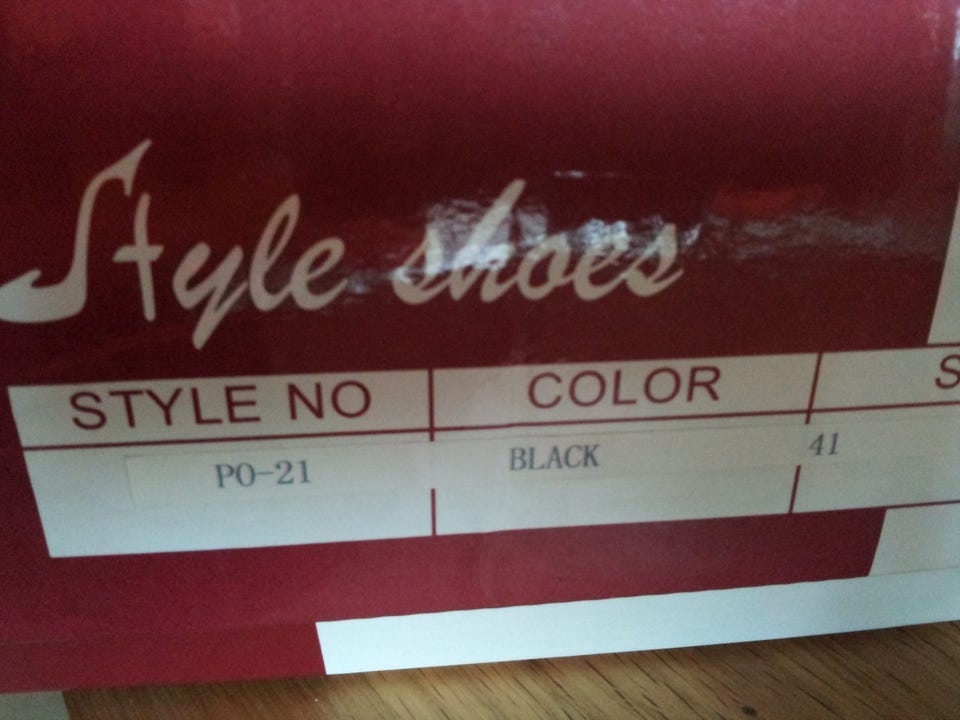 Style shoes
STYLE NO COLOR S
PO-21 BLACK 41